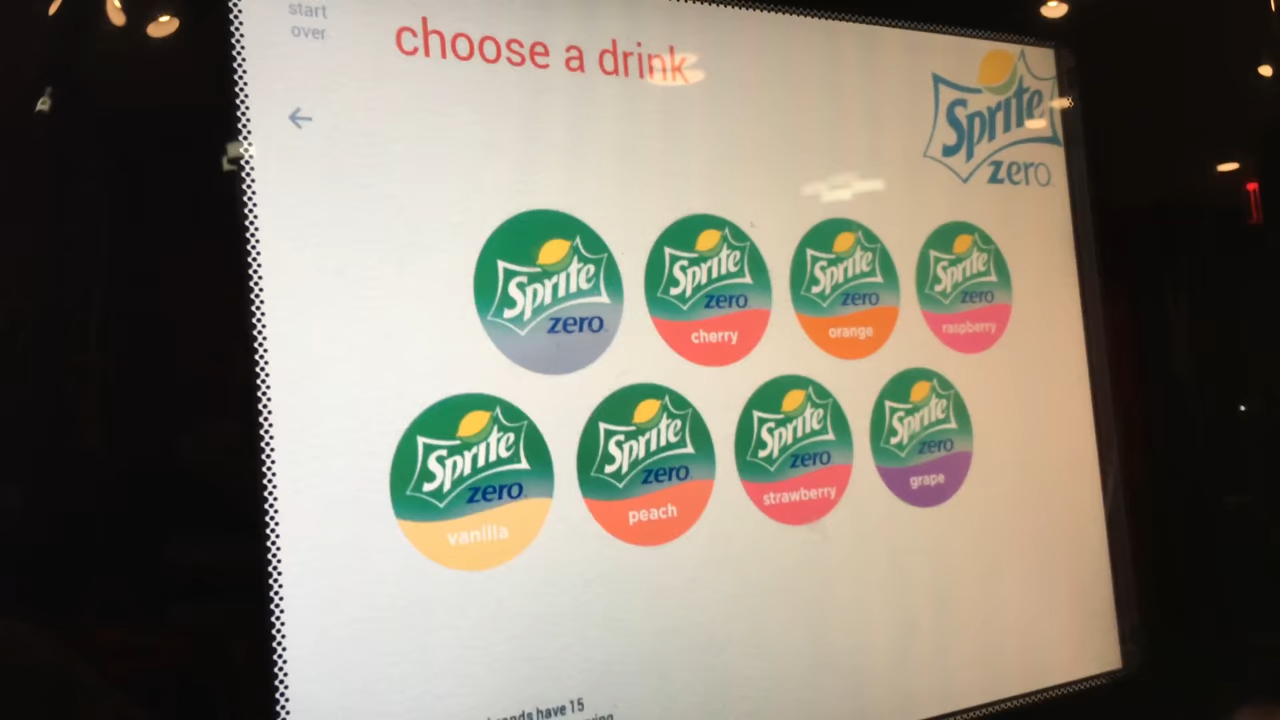 start
over
choose a drink
Sprite
zero
Sprite
zero
Sprite
zero
cherry
Sprite
zero
orange
Sprite
zero
raspberry
Sprite
zero
vanilla
Sprite
zero
peach
Sprite
zero
strawberry
Sprite
zero
grape
have 15